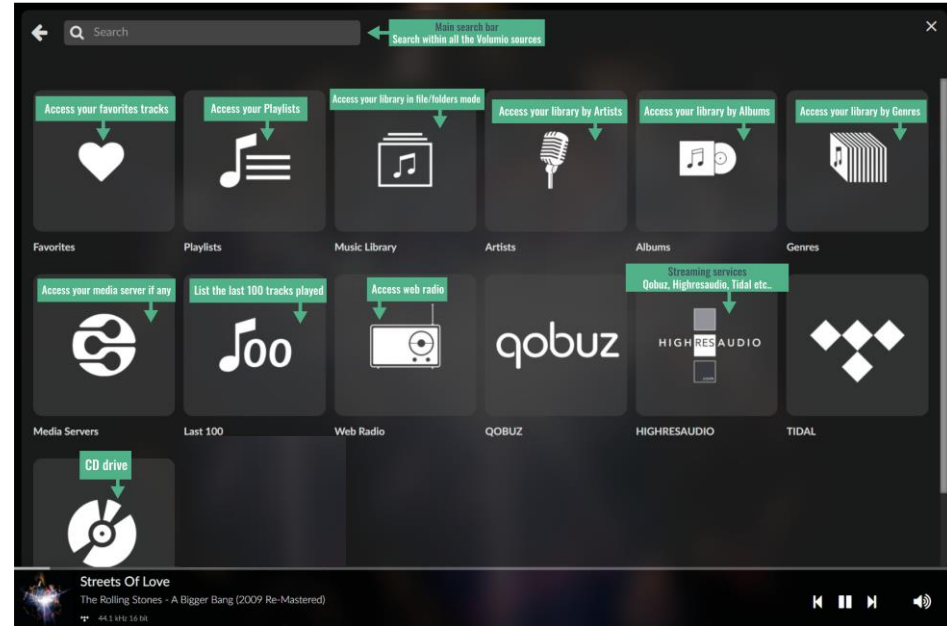 Search
Main search bar
Search within all the Volumio sources
Access your favorites tracks
Access your Playlists
Access your library in file/folders mode
Access your library by Artists
Access your library by Albums
Access your library by Genres
Favorites
Playlists
Music Library
Artists
Albums
Genres
Access your media server if any
List the last 100 tracks played
Access web radio
Streaming services
Qobuz, Highresaudio, Tidal etc..
qobuz
HIGHRESAUDIO
.com
Media Servers
Last 100
Web Radio
QOBUZ
HIGHRESAUDIO
TIDAL
CD drive
Streets Of Love
The Rolling Stones - A Bigger Bang (2009 Re-Mastered)
44.1 kHz 16 bit